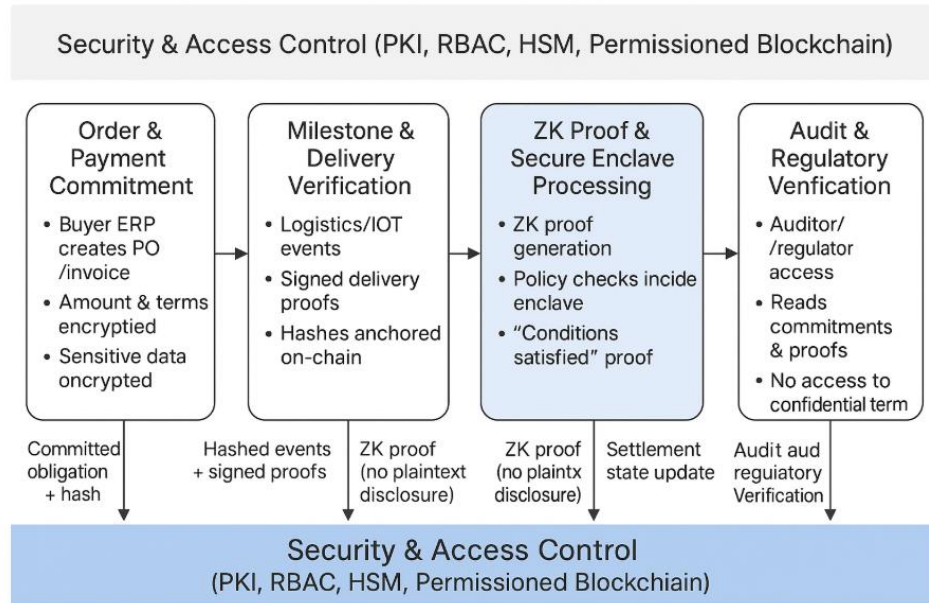 Security & Access Control (PKI, RBAC, HSM, Permissioned Blockchain)
Order &
Payment
Commitment
• Buyer ERP
creates PO
/invoice
• Amount & terms
encryptied
• Sensitive data
oncrypted
Milestone &
Delivery
Verification
• Logistics/IOT
events
• Signed delivery
proofs
• Hashes anchored
on-chain
ZK Proof &
Secure Enclave
Processing
• ZK proof
generation
• Policy checks incide
enclave
• “Conditions
satisfied” proof
Audit &
Regulatory
Venfication
• Auditor/
/regulator
access
• Reads
commitments
& proofs
• No access to
confidential term
Committed
obligation
+ hash
Hashed events
+ signed proofs
ZK proof
(no plaintext
disclosure)
ZK proof
(no plaintx
disclosure)
Settlement
state update
Audit aud
regulatory
Verification
Security & Access Control
(PKI, RBAC, HSM, Permissioned Blockchiain)